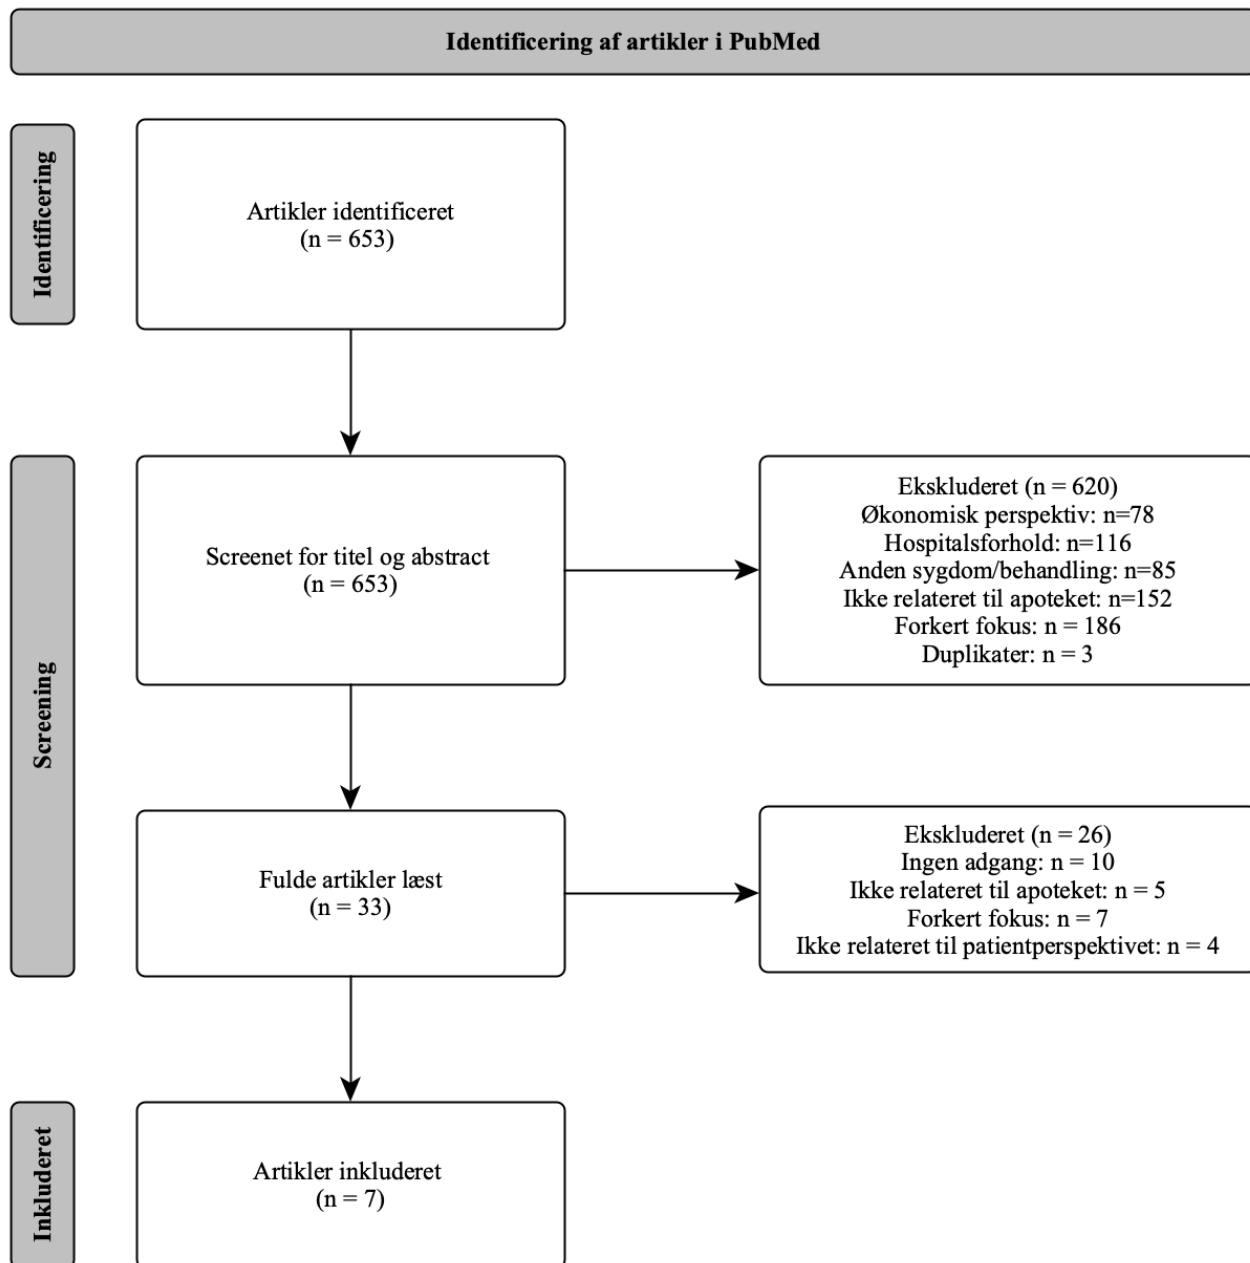 Identificering af artikler i PubMed
Identificering
Artikler identificeret
(n = 653)
Screening
Screenet for titel og abstract
(n = 653)
Ekskluderet (n = 620)
Økonomisk perspektiv: n=78
Hospitalsforhold: n=116
Anden sygdom/behandling: n=85
Ikke relateret til apoteket: n=152
Forkert fokus: n = 186
Duplikater: n = 3
Fulde artikler læst
(n = 33)
Ekskluderet (n = 26)
Ingen adgang: n = 10
Ikke relateret til apoteket: n = 5
Forkert fokus: n = 7
Ikke relateret til patientperspektivet: n = 4
Inkluderet
Artikler inkluderet
(n = 7)